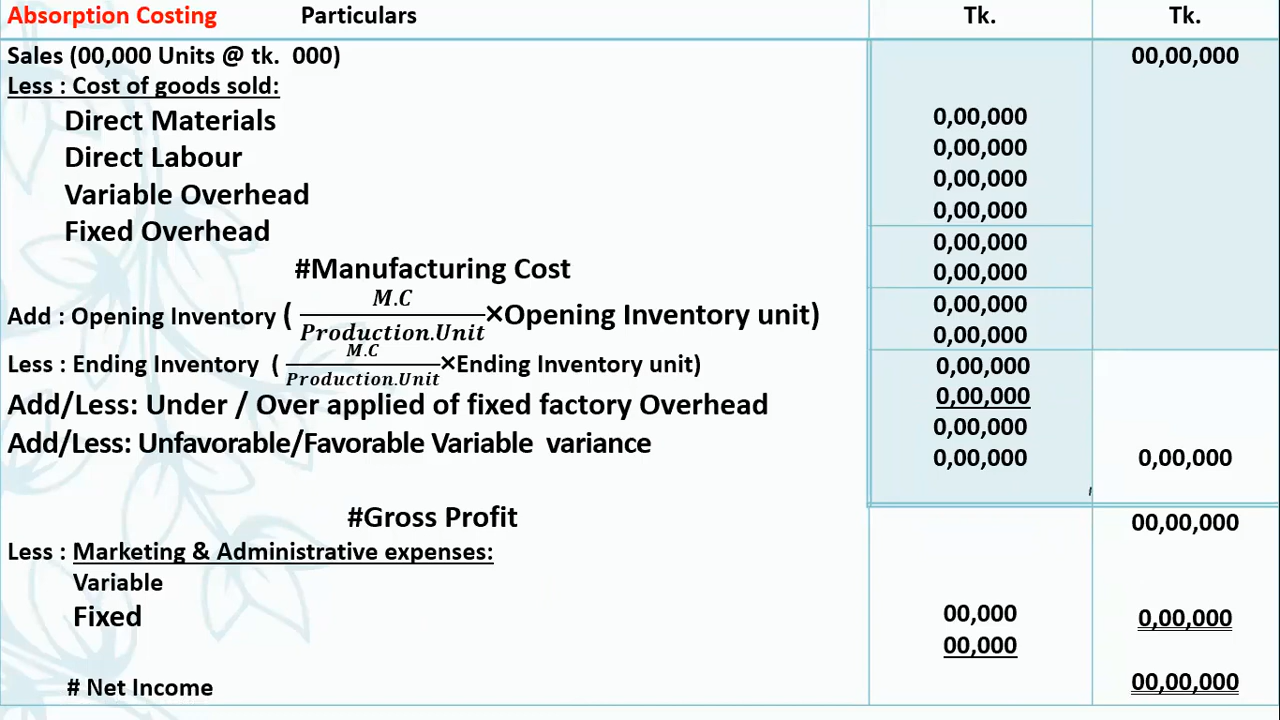 Absorption Costing Particulars Tk. Tk.
Sales (00,000 Units @ tk. 000) 00,00,000
Less : Cost of goods sold:
Direct Materials 0,00,000
Direct Labour 0,00,000
Variable Overhead 0,00,000
Fixed Overhead 0,00,000
0,00,000
#Manufacturing Cost 0,00,000
Add : Opening Inventory ( M.C / Production.Unit ×Opening Inventory unit) 0,00,000
0,00,000
Less : Ending Inventory ( M.C / Production.Unit ×Ending Inventory unit) 0,00,000
Add/Less: Under / Over applied of fixed factory Overhead 0,00,000
0,00,000
Add/Less: Unfavorable/Favorable Variable variance 0,00,000 0,00,000
#Gross Profit 00,00,000
Less : Marketing & Administrative expenses:
Variable
Fixed 00,000 0,00,000
00,000
# Net Income 00,00,000